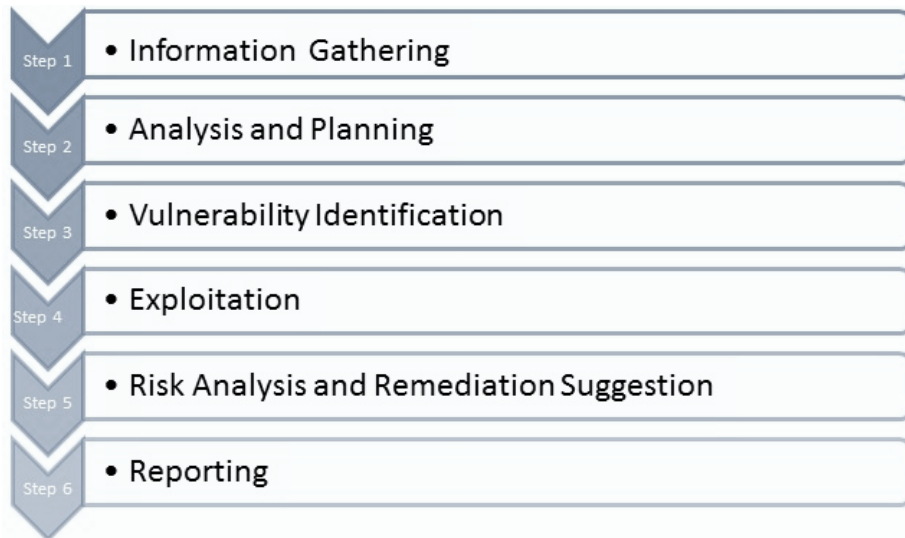 Step 1
• Information Gathering
Step 2
• Analysis and Planning
Step 3
• Vulnerability Identification
Step 4
• Exploitation
Step 5
• Risk Analysis and Remediation Suggestion
Step 6
• Reporting